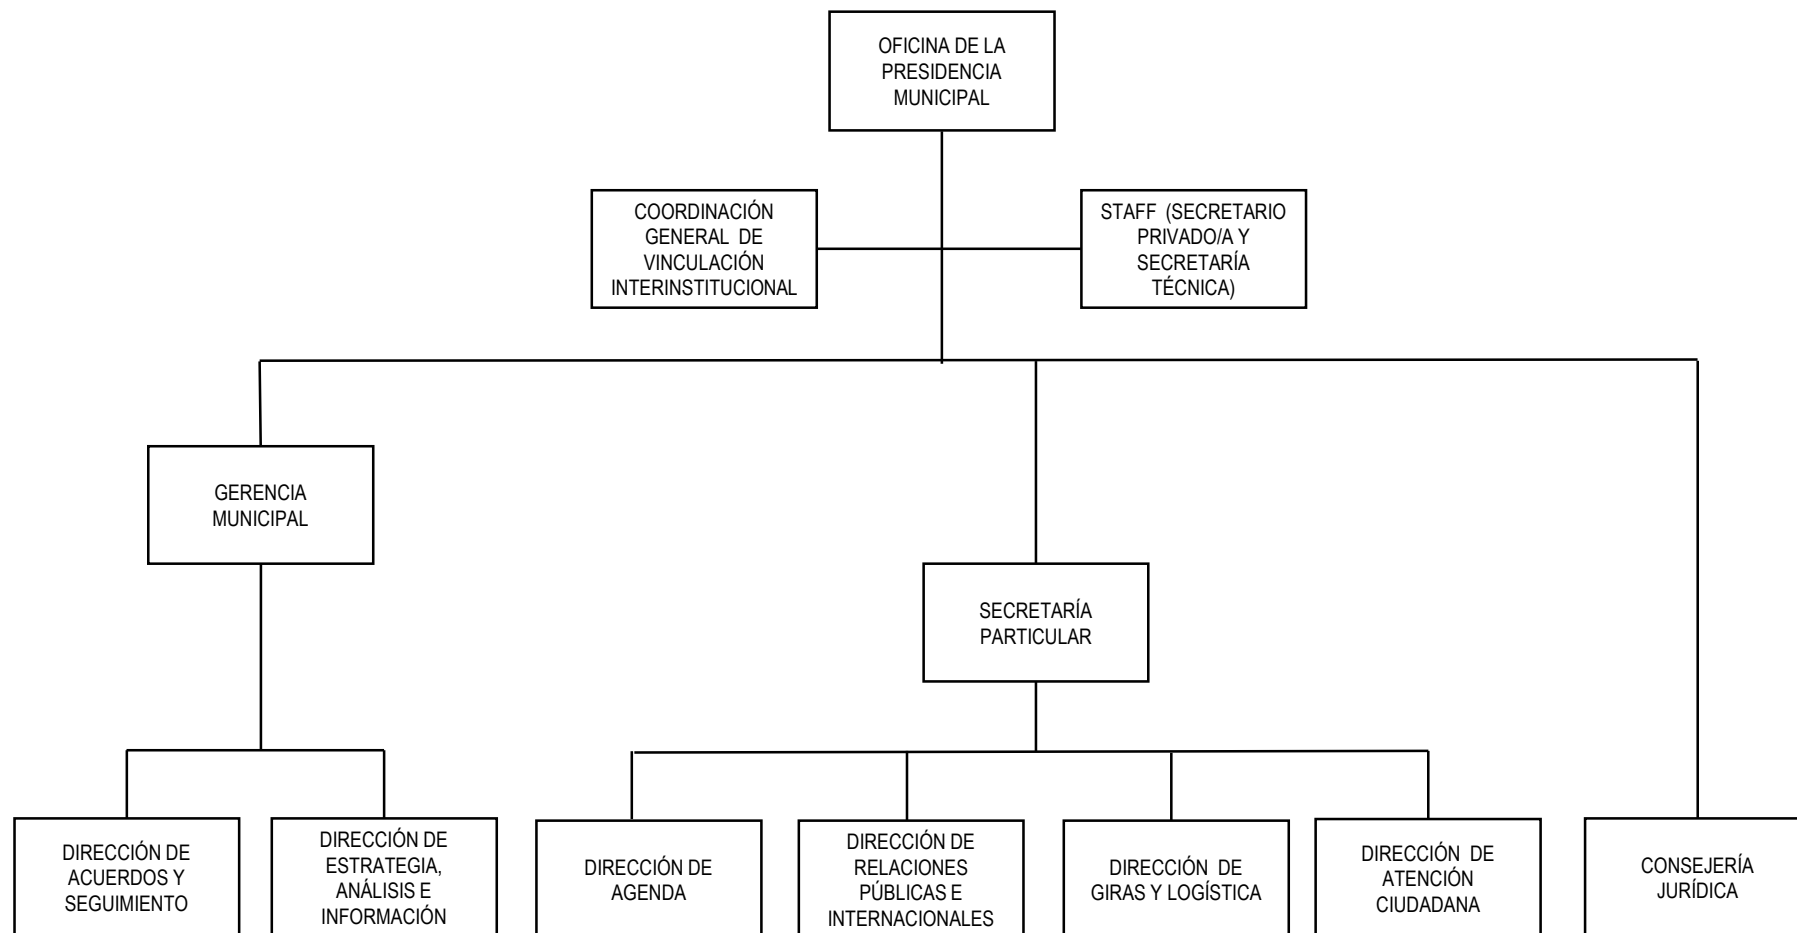 OFICINA DE LA
PRESIDENCIA
MUNICIPAL
COORDINACIÓN
GENERAL DE
VINCULACIÓN
INTERINSTITUCIONAL
STAFF (SECRETARIO
PRIVADO/A Y
SECRETARÍA
TÉCNICA)
GERENCIA
MUNICIPAL
SECRETARÍA
PARTICULAR
DIRECCIÓN DE
ACUERDOS Y
SEGUIMIENTO
DIRECCIÓN DE
ESTRATEGIA,
ANÁLISIS E
INFORMACIÓN
DIRECCIÓN DE
AGENDA
DIRECCIÓN DE
RELACIONES
PÚBLICAS E
INTERNACIONALES
DIRECCIÓN DE
GIRAS Y LOGÍSTICA
DIRECCIÓN DE
ATENCIÓN
CIUDADANA
CONSEJERÍA
JURÍDICA